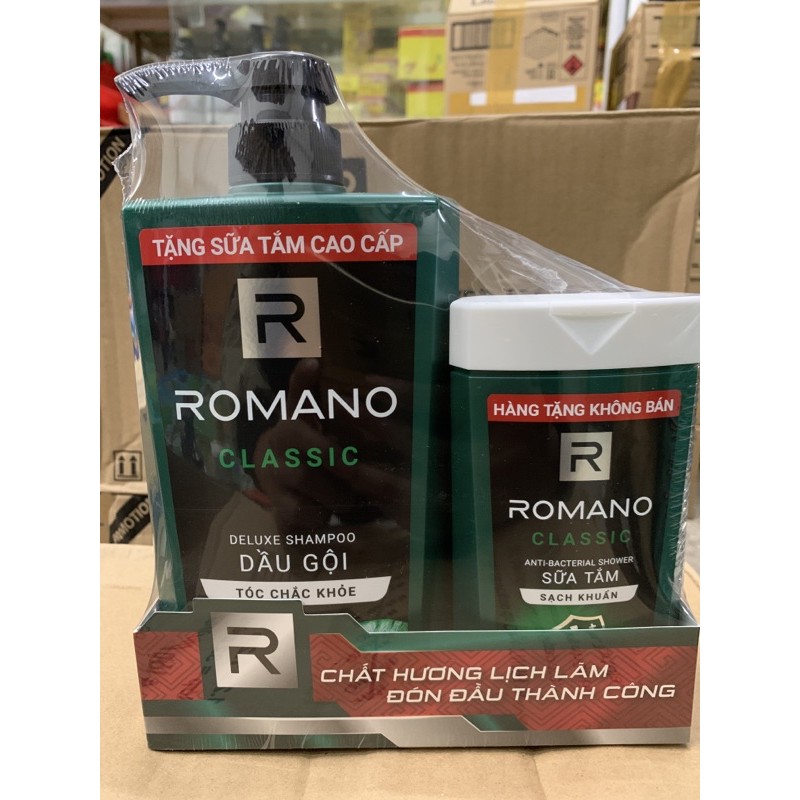 TẶNG SỮA TẮM CAO CẤP
R
ROMANO
CLASSIC
DELUXE SHAMPOO
DẦU GỘI
TÓC CHẮC KHỎE
HÀNG TẶNG KHÔNG BÁN
R
ROMANO
CLASSIC
ANTI-BACTERIAL SHOWER
SỮA TẮM
SẠCH KHUẨN
R
CHẤT HƯƠNG LỊCH LÃM
ĐÓN ĐẦU THÀNH CÔNG